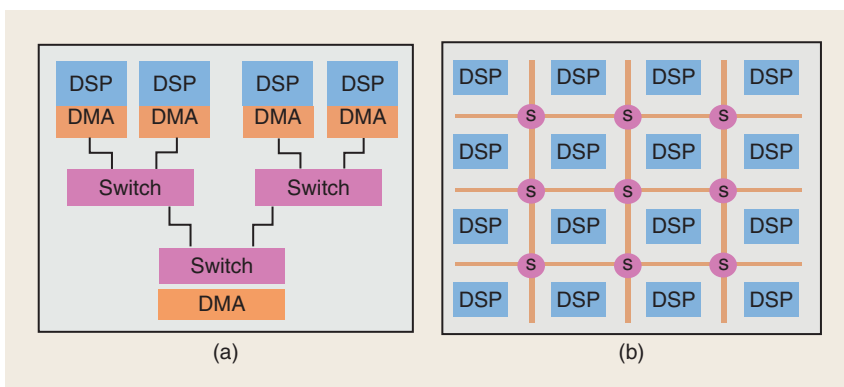 DSP DSP DSP DSP
DMA DMA DMA DMA
Switch Switch
Switch
DMA
(a)
DSP DSP DSP DSP
S S S
DSP DSP DSP DSP
S S S
DSP DSP DSP DSP
S S S
DSP DSP DSP DSP
(b)